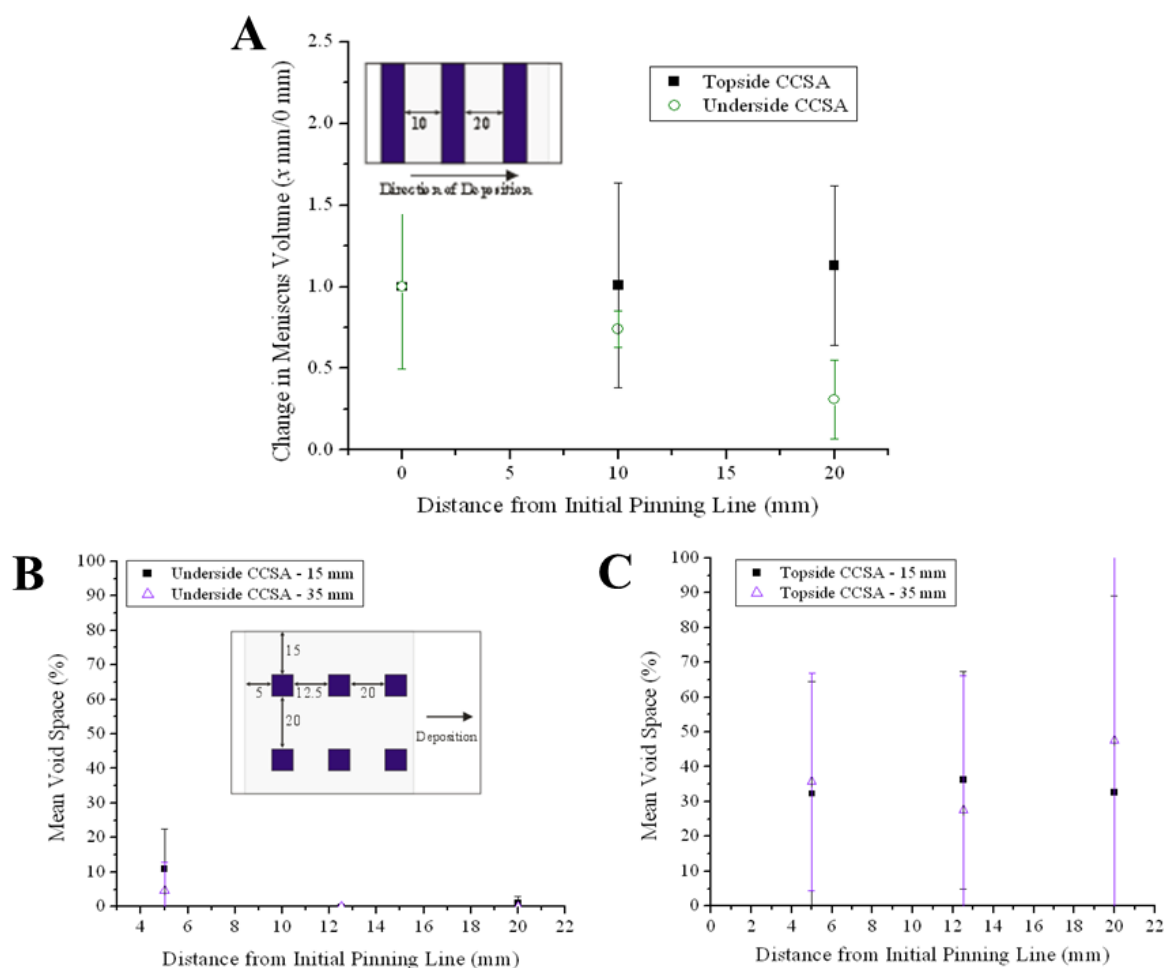 A
Change in Meniscus Volume (x mm/0 mm)
2.5
2.0
1.5
1.0
0.5
0.0
10
20
Direction of Deposition
Topside CCSA
Underside CCSA
0
5
10
15
20
Distance from Initial Pinning Line (mm)
B
Mean Void Space (%)
100
90
80
70
60
50
40
30
20
10
0
Underside CCSA - 15 mm
Underside CCSA - 35 mm
15
5
12.5
20
20
Deposition
4 6 8 10 12 14 16 18 20 22
Distance from Initial Pinning Line (mm)
C
Mean Void Space (%)
100
90
80
70
60
50
40
30
20
10
0
Topside CCSA - 15 mm
Topside CCSA - 35 mm
0 2 4 6 8 10 12 14 16 18 20 22
Distance from Initial Pinning Line (mm)